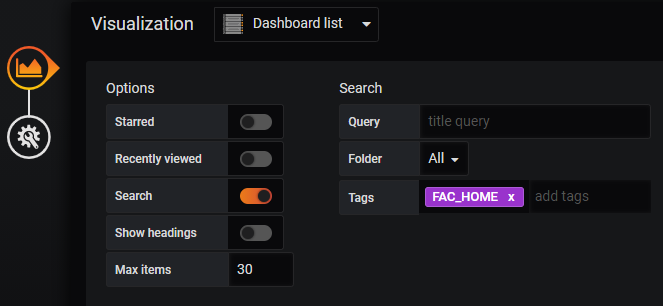 Visualization Dashboard list
Options Search
Starred Query title query
Recently viewed Folder All
Search Tags FAC_HOME x add tags
Show headings
Max items 30